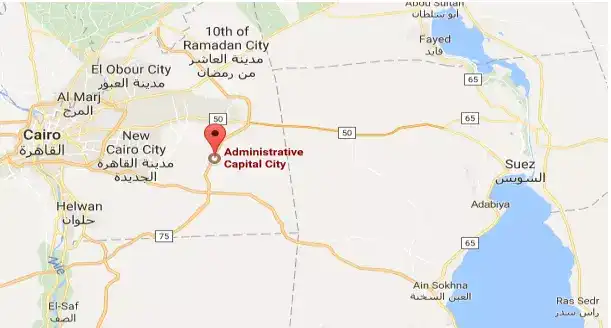 Abou Sultan
أبو سلطان
10th of
Ramadan City
مدينة العاشر
من رمضان
Fayed
فايد
El Obour City
مدينة العبور
65
Al Marj
المرج
50
65
Cairo
القاهرة
New
Cairo City
مدينة القاهرة
الجديدة
50
Administrative
Capital City
Suez
السويس
Helwan
حلوان
Adabiya
75
65
Nile
Ain Sokhna
العين السخنة
El-Saf
الصف
Ras Sedr
راس سدر